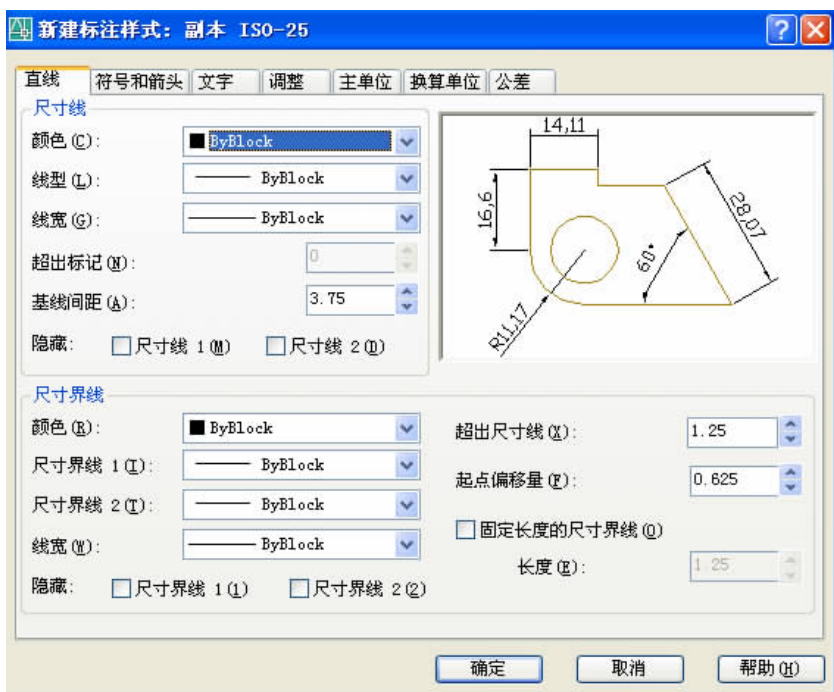 新建标注样式: 副本 ISO-25
直线 符号和箭头 文字 调整 主单位 换算单位 公差
尺寸线
颜色(C): ByBlock
线型(L): ByBlock
线宽(G): ByBlock
超出标记(N): 0
基线间距(A): 3.75
隐藏: 尺寸线 1(M) 尺寸线 2(D)
14,11
16,6
28,07
60°
R11,17
尺寸界线
颜色(R): ByBlock
尺寸界线 1(I): ByBlock
尺寸界线 2(T): ByBlock
线宽(W): ByBlock
隐藏: 尺寸界线 1(1) 尺寸界线 2(2)
超出尺寸线(X): 1.25
起点偏移量(F): 0.625
固定长度的尺寸界线(O)
长度(E): 1.25
确定 取消 帮助(H)